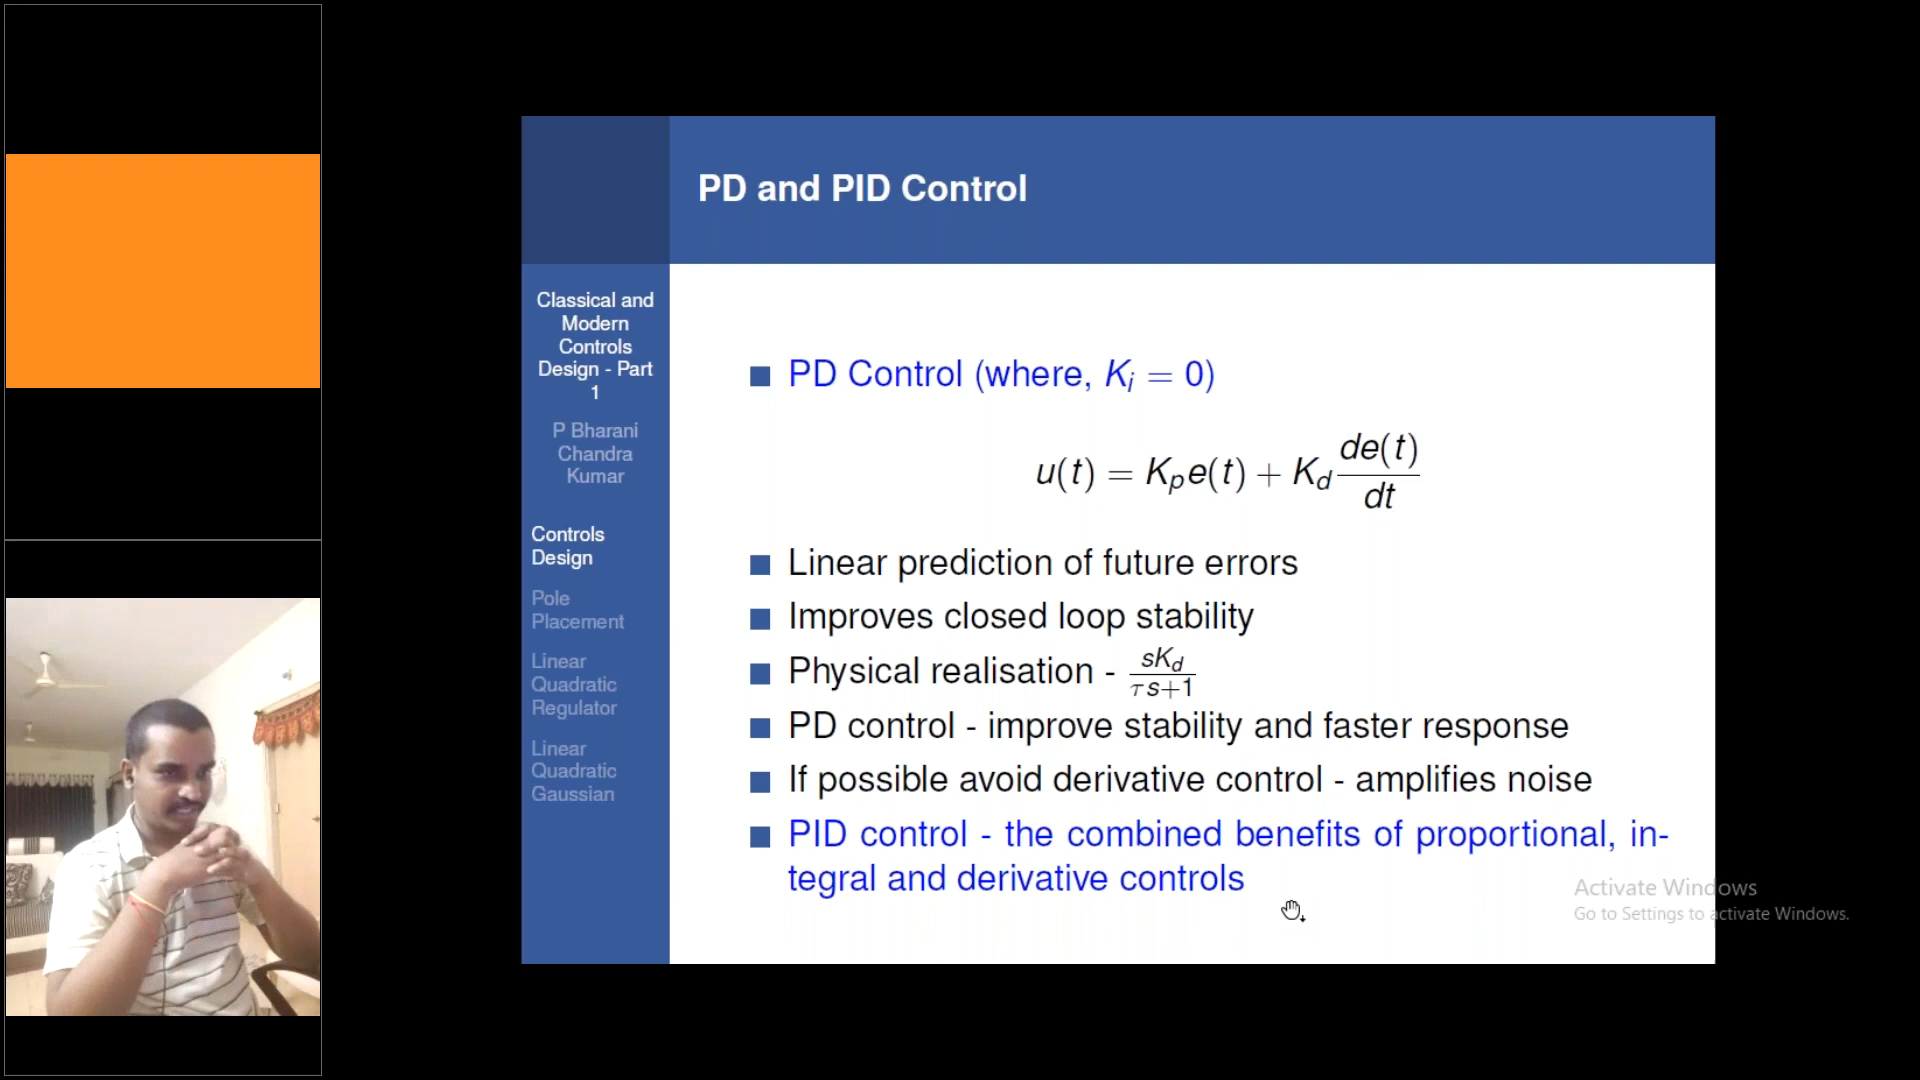 PD and PID Control
Classical and
Modern
Controls
Design - Part
1
P Bharani
Chandra
Kumar
Controls
Design
Pole
Placement
Linear
Quadratic
Regulator
Linear
Quadratic
Gaussian
■ PD Control (where, K_i = 0)
u(t) = K_p e(t) + K_d \frac{de(t)}{dt}
■ Linear prediction of future errors
■ Improves closed loop stability
■ Physical realisation - \frac{sK_d}{τs+1}
■ PD control - improve stability and faster response
■ If possible avoid derivative control - amplifies noise
■ PID control - the combined benefits of proportional, in-
tegral and derivative controls
Activate Windows
Go to Settings to activate Windows.